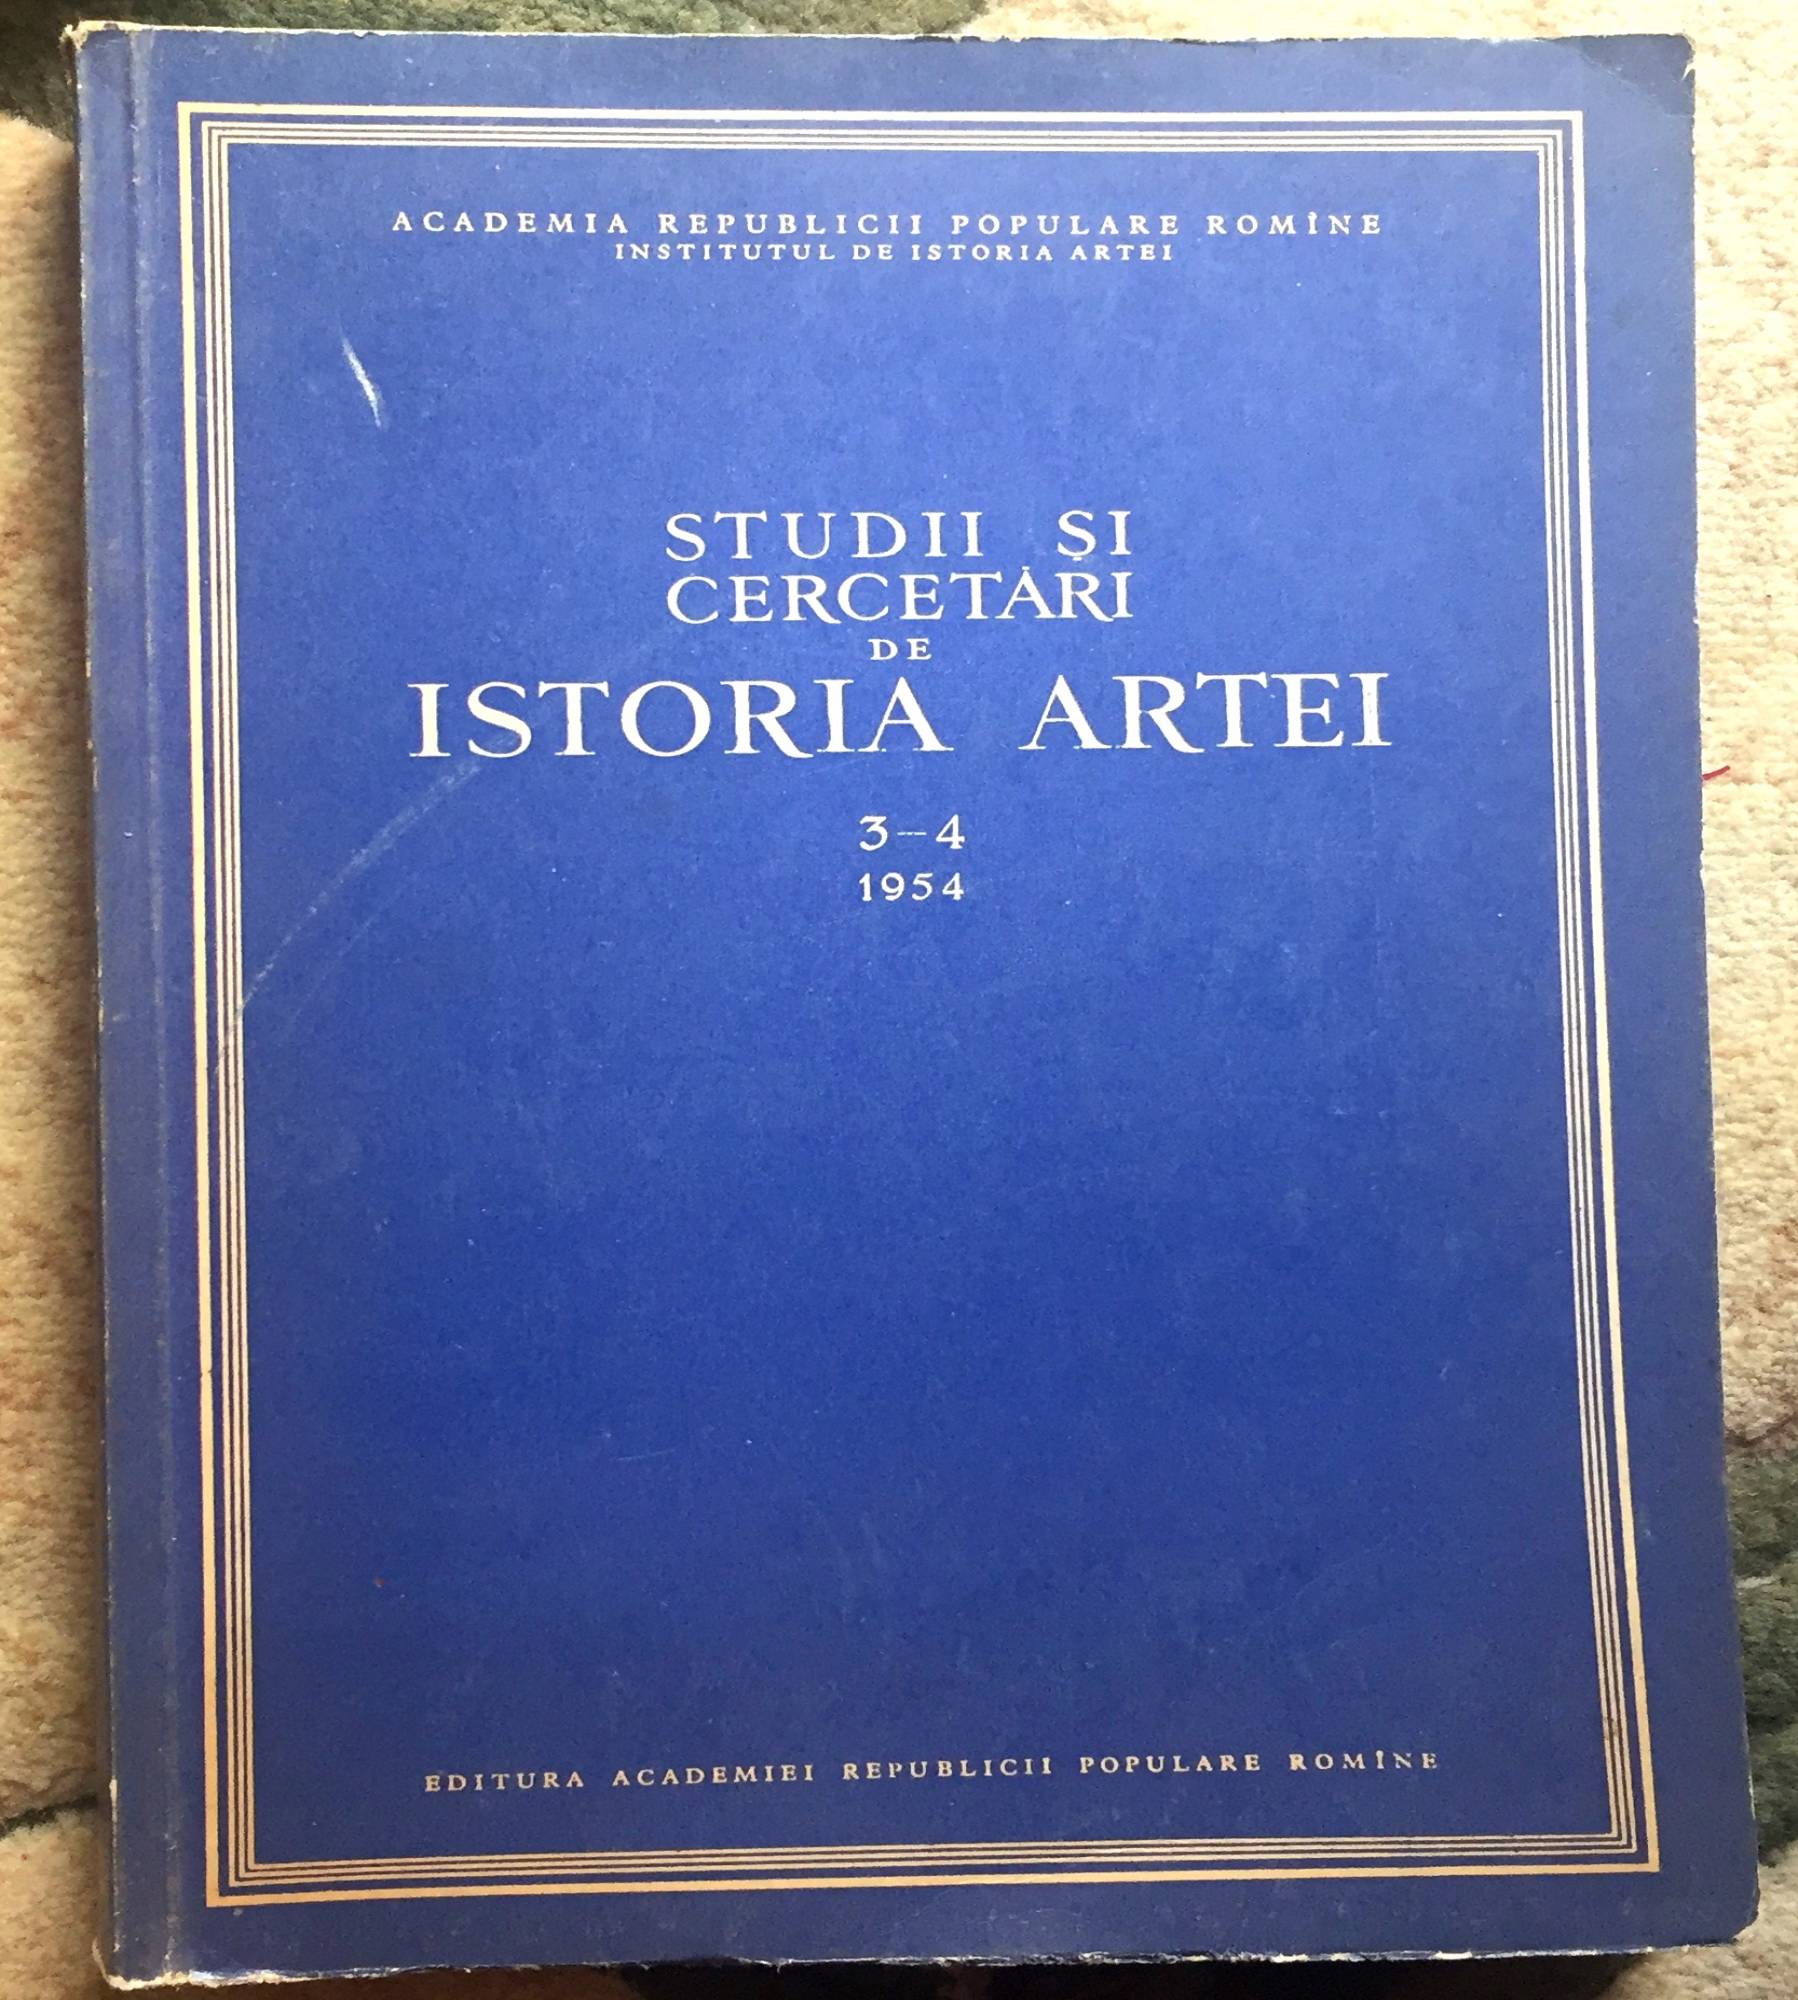 ACADEMIA REPUBLICII POPULARE ROMÎNE
INSTITUTUL DE ISTORIA ARTEI
STUDII ȘI
CERCETĂRI
DE
ISTORIA ARTEI
3—4
1954
EDITURA ACADEMIEI REPUBLICII POPULARE ROMÎNE